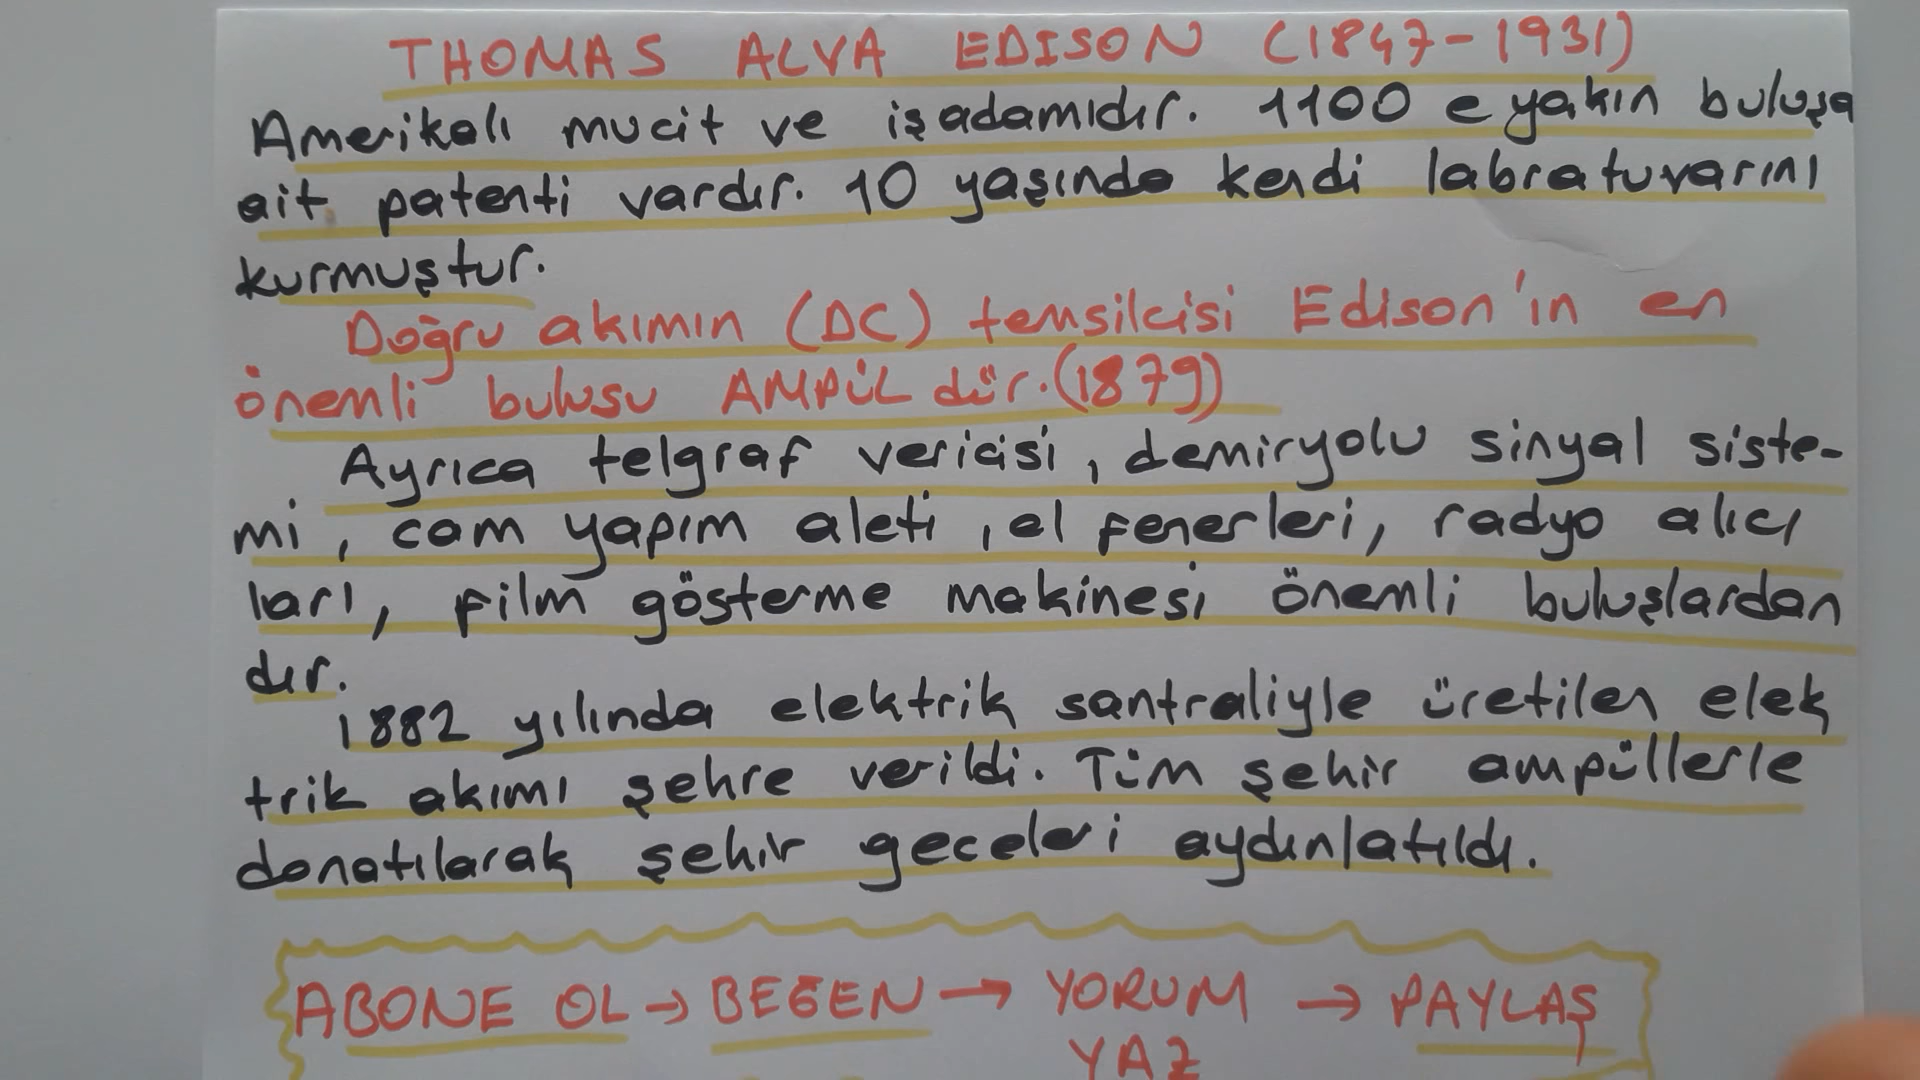 THOMAS ALVA EDISON (1847-1931)
Amerikalı mucit ve işadamıdır. 1100 e yakın buluşa
ait patenti vardır. 10 yaşında kendi labratuvarını
kurmuştur.
Doğru akımın (DC) temsilcisi Edison'ın en
önemli bulusu AMPÜL dür. (1879)
Ayrıca telgraf vericisi, demiryolu sinyal siste-
mi, cam yapım aleti, el fenerleri, radyo alıcı
ları, film gösterme makinesi önemli buluşlardan
dır.
1882 yılında elektrik santraliyle üretilen elek
trik akımı şehre verildi. Tüm şehir ampüllerle
donatılarak şehir geceleri aydınlatıldı.
ABONE OL → BEĞEN → YORUM → PAYLAŞ
YAZ